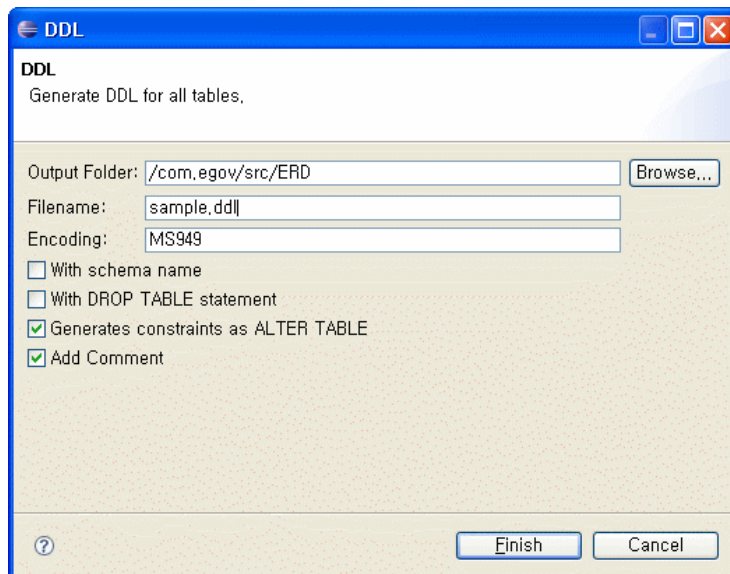 DDL
DDL
Generate DDL for all tables.
Output Folder: /com.egov/src/ERD Browse...
Filename: sample.ddl
Encoding: MS949
With schema name
With DROP TABLE statement
Generates constraints as ALTER TABLE
Add Comment
? Finish Cancel